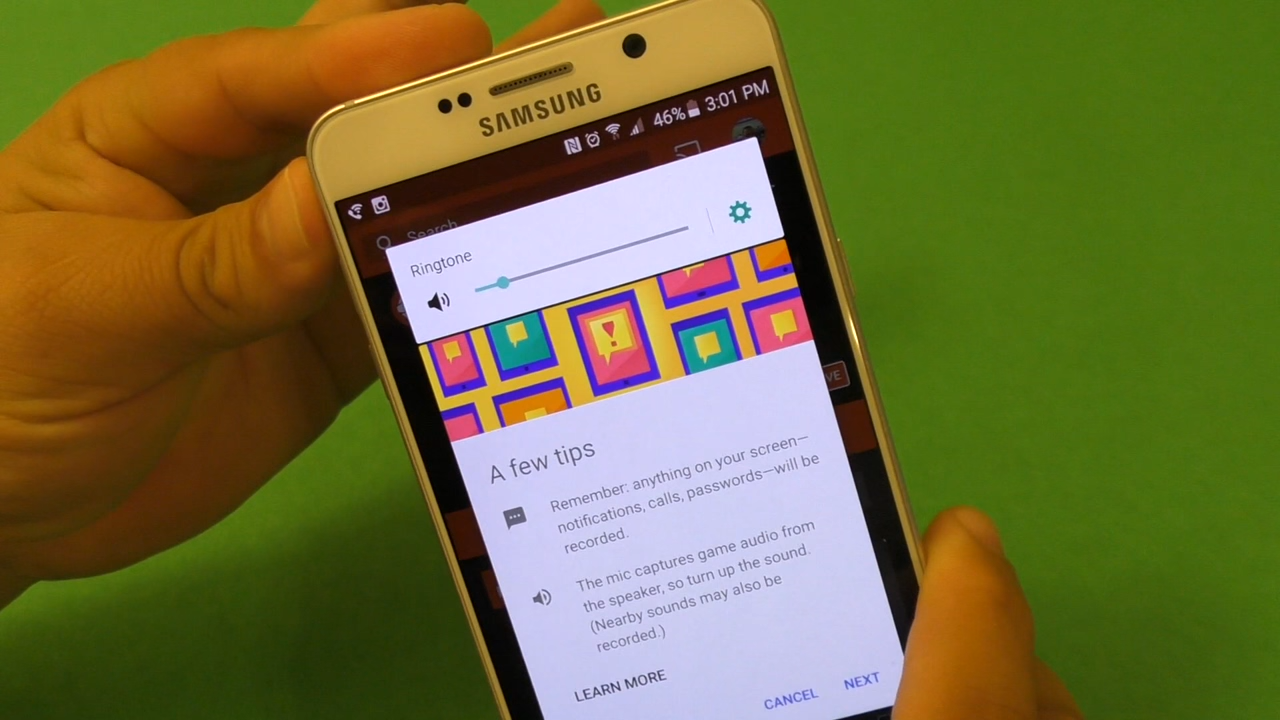 SAMSUNG
46% 3:01 PM
Search
Ringtone
VE
A few tips
Remember: anything on your screen—
notifications, calls, passwords—will be
recorded.
The mic captures game audio from
the speaker, so turn up the sound.
(Nearby sounds may also be
recorded.)
LEARN MORE
CANCEL
NEXT